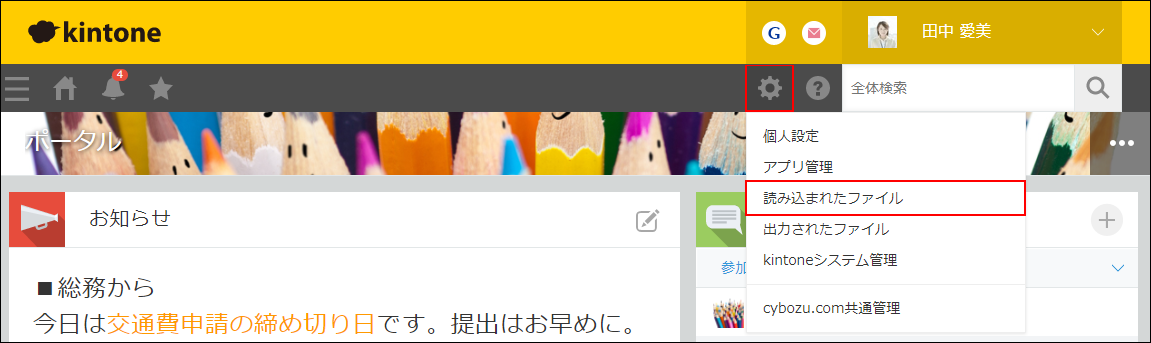 kintone
G
田中 愛美
4
全体検索
ポータル
個人設定
アプリ管理
読み込まれたファイル
出力されたファイル
kintoneシステム管理
cybozu.com共通管理
お知らせ
参加
■総務から
今日は交通費申請の締め切り日です。提出はお早めに。